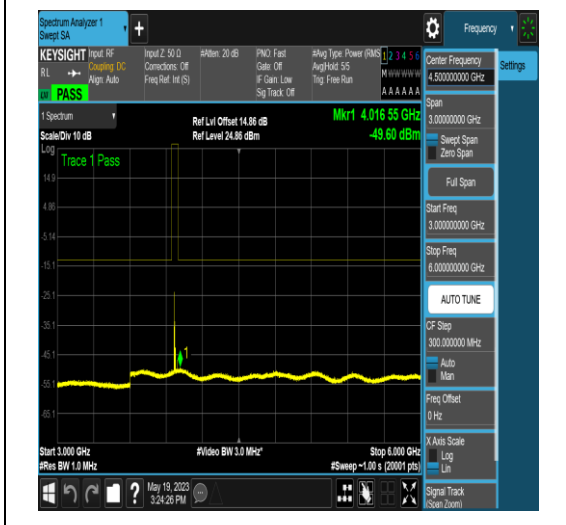 Spectrum Analyzer 1
Swept SA
+
Frequency
KEYSIGHT
Input: RF
Coupling: DC
Align: Auto
Input Z: 50 Ω
Corrections: Off
Freq Ref: Int (S)
#Atten: 20 dB
PNO: Fast
Gate: Off
IF Gain: Low
Sig Track: Off
#Avg Type: Power (RMS
Avg|Hold: 5/5
Trig: Free Run
1 2 3 4 5 6
M W W W W W
A A A A A A
RL
PASS
1 Spectrum
Scale/Div 10 dB
Ref Lvl Offset 14.86 dB
Ref Level 24.86 dBm
Mkr1 4.016 55 GHz
-49.60 dBm
Log
Trace 1 Pass
14.9
4.86
-5.14
-15.1
-25.1
-35.1
-45.1
-55.1
-65.1
1
Start 3.000 GHz
#Res BW 1.0 MHz
#Video BW 3.0 MHz*
Stop 6.000 GHz
#Sweep ~1.00 s (20001 pts)
?
May 19, 2023
3:24:26 PM
Settings
Center Frequency
4.500000000 GHz
Span
3.00000000 GHz
Swept Span
Zero Span
Full Span
Start Freq
3.000000000 GHz
Stop Freq
6.000000000 GHz
AUTO TUNE
CF Step
300.000000 MHz
Auto
Man
Freq Offset
0 Hz
X Axis Scale
Log
Lin
Signal Track
(Span Zoom)